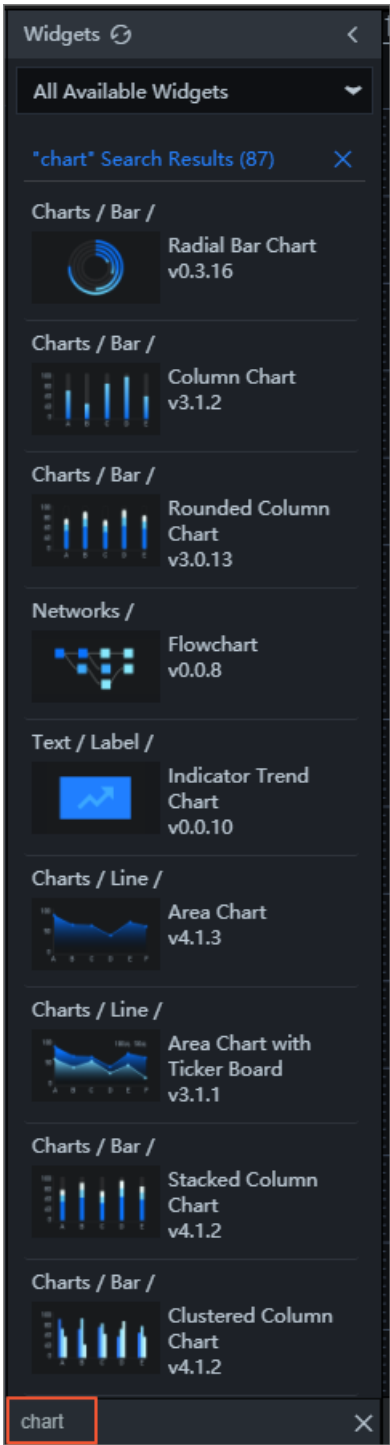 Widgets
All Available Widgets
"chart" Search Results (87)
Charts / Bar /
Radial Bar Chart
v0.3.16
Charts / Bar /
Column Chart
v3.1.2
Charts / Bar /
Rounded Column
Chart
v3.0.13
Networks /
Flowchart
v0.0.8
Text / Label /
Indicator Trend
Chart
v0.0.10
Charts / Line /
Area Chart
v4.1.3
Charts / Line /
Area Chart with
Ticker Board
v3.1.1
Charts / Bar /
Stacked Column
Chart
v4.1.2
Charts / Bar /
Clustered Column
Chart
v4.1.2
chart